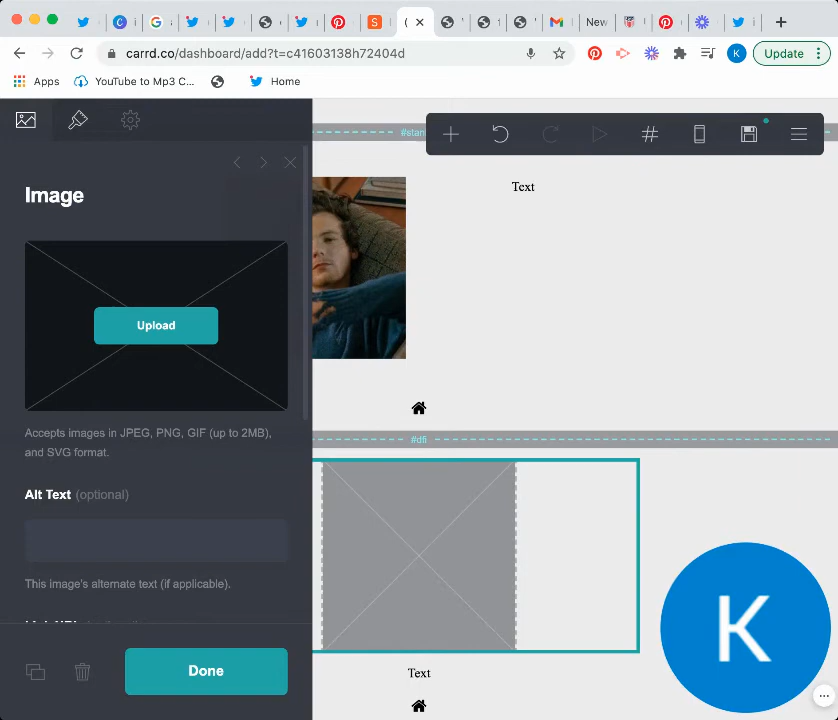 New
carrd.co/dashboard/add?t=c41603138h72404d
K
Update
Apps
YouTube to Mp3 C...
Home
#stan
Image
Text
Upload
Accepts images in JPEG, PNG, GIF (up to 2MB),
and SVG format.
#dfi
Alt Text (optional)
This image's alternate text (if applicable).
K
Done
Text